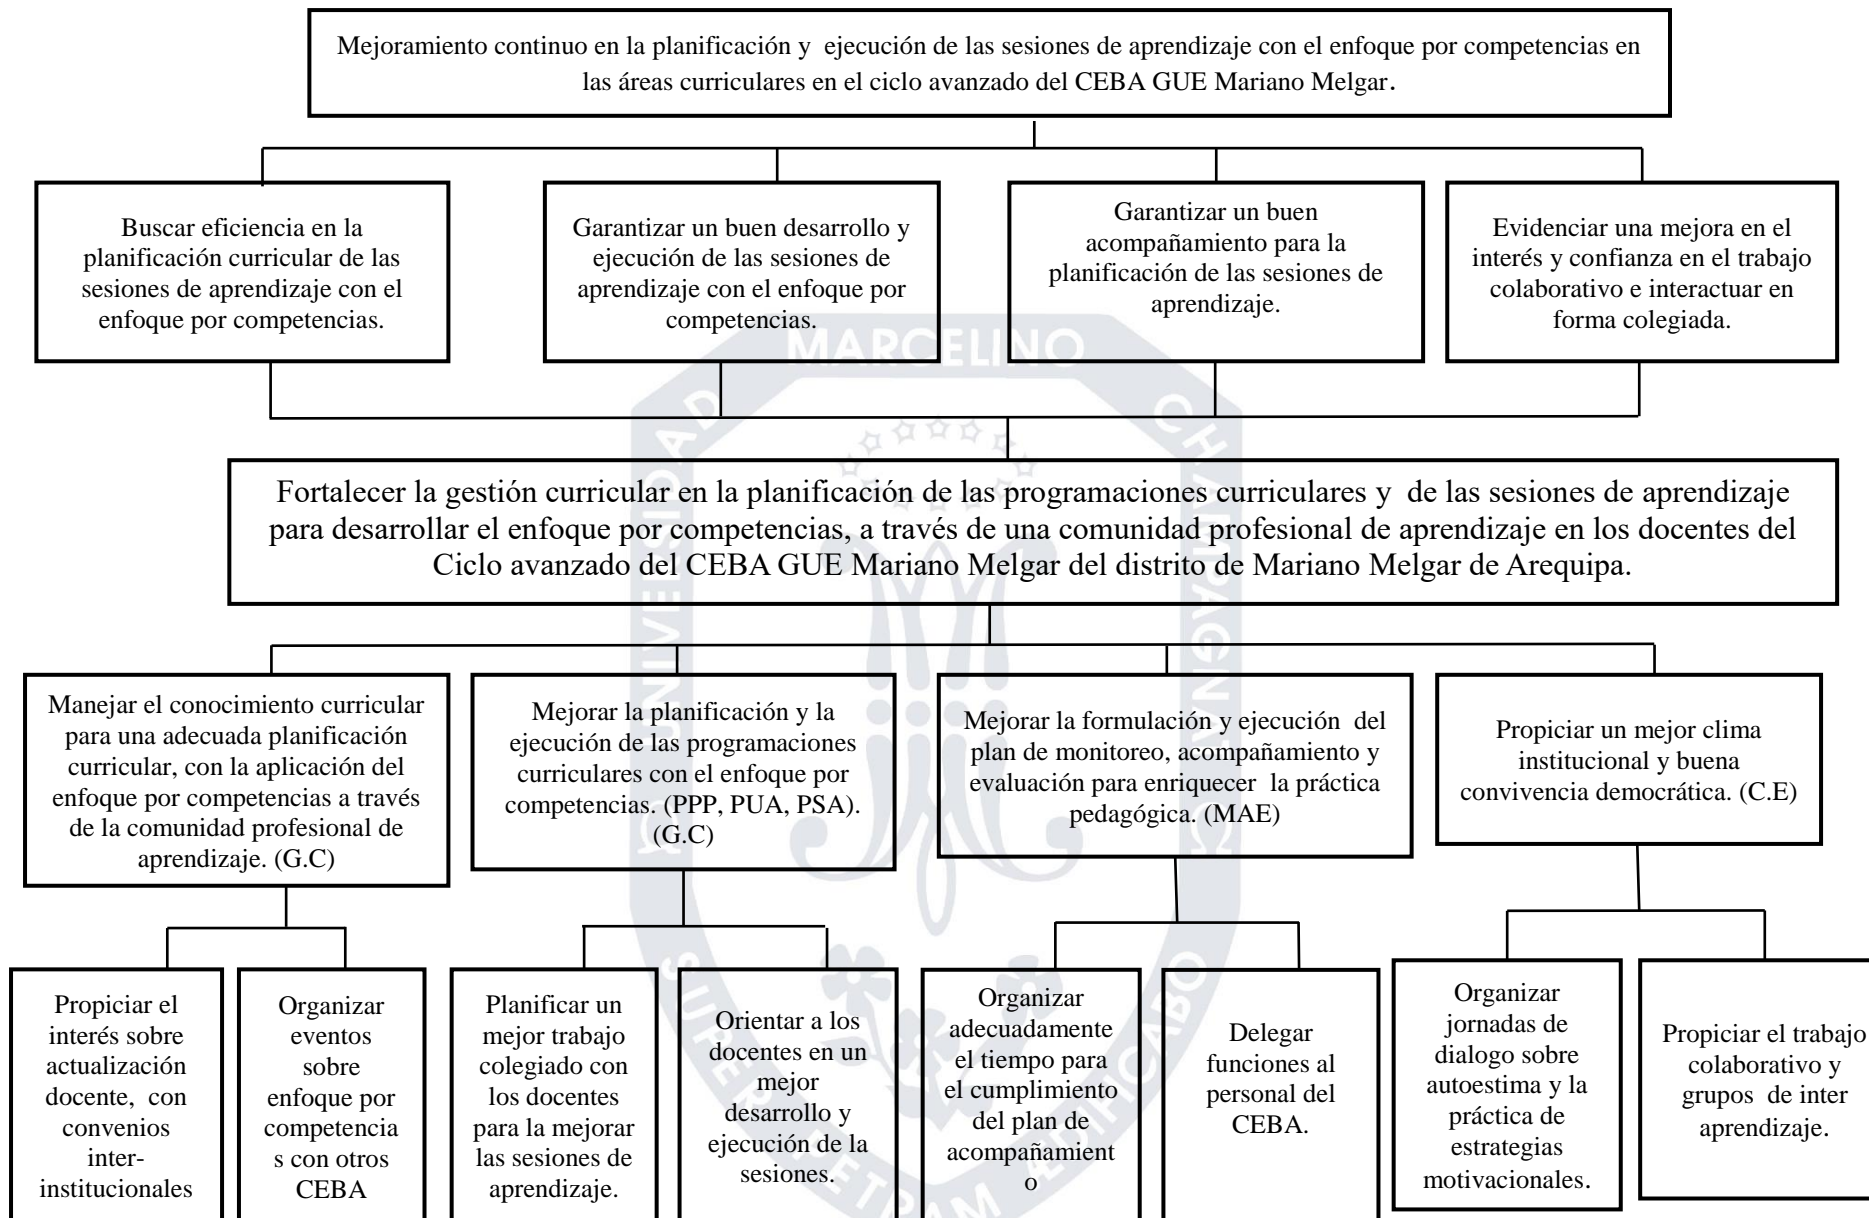 Mejoramiento continuo en la planificación y ejecución de las sesiones de aprendizaje con el enfoque por competencias en
las áreas curriculares en el ciclo avanzado del CEBA GUE Mariano Melgar.
Buscar eficiencia en la
planificación curricular de las
sesiones de aprendizaje con el
enfoque por competencias.
Garantizar un buen desarrollo y
ejecución de las sesiones de
aprendizaje con el enfoque por
competencias.
Garantizar un buen
acompañamiento para la
planificación de las sesiones de
aprendizaje.
Evidenciar una mejora en el
interés y confianza en el trabajo
colaborativo e interactuar en
forma colegiada.
Fortalecer la gestión curricular en la planificación de las programaciones curriculares y de las sesiones de aprendizaje
para desarrollar el enfoque por competencias, a través de una comunidad profesional de aprendizaje en los docentes del
Ciclo avanzado del CEBA GUE Mariano Melgar del distrito de Mariano Melgar de Arequipa.
Manejar el conocimiento curricular
para una adecuada planificación
curricular, con la aplicación del
enfoque por competencias a través
de la comunidad profesional de
aprendizaje. (G.C)
Mejorar la planificación y la
ejecución de las programaciones
curriculares con el enfoque por
competencias. (PPP, PUA, PSA).
(G.C)
Mejorar la formulación y ejecución del
plan de monitoreo, acompañamiento y
evaluación para enriquecer la práctica
pedagógica. (MAE)
Propiciar un mejor clima
institucional y buena
convivencia democrática. (C.E)
Propiciar el
interés sobre
actualización
docente, con
convenios
inter-
institucionales
Organizar
eventos
sobre
enfoque por
competencia
s con otros
CEBA
Planificar un
mejor trabajo
colegiado con
los docentes
para la mejorar
las sesiones de
aprendizaje.
Orientar a los
docentes en un
mejor
desarrollo y
ejecución de la
sesiones.
Organizar
adecuadamente
el tiempo para
el cumplimiento
del plan de
acompañamient
o
Delegar
funciones al
personal del
CEBA.
Organizar
jornadas de
dialogo sobre
autoestima y la
práctica de
estrategias
motivacionales.
Propiciar el trabajo
colaborativo y
grupos de inter
aprendizaje.
UNIVERSIDAD MARCELINO CHAMPAGNAT
SUPER PETRAM ÆDIFICABO